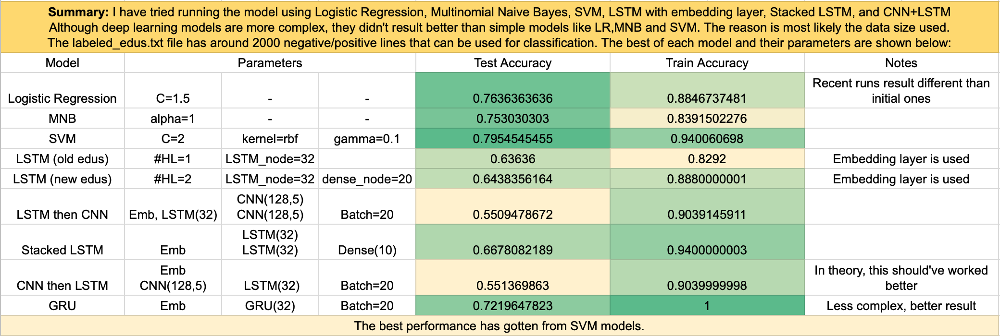 Summary: I have tried running the model using Logistic Regression, Multinomial Naive Bayes, SVM, LSTM with embedding layer, Stacked LSTM, and CNN+LSTM
Although deep learning models are more complex, they didn't result better than simple models like LR,MNB and SVM. The reason is most likely the data size used.
The labeled_edus.txt file has around 2000 negative/positive lines that can be used for classification. The best of each model and their parameters are shown below:
Model Parameters Test Accuracy Train Accuracy Notes
Logistic Regression C=1.5 - - 0.7636363636 0.8846737481 Recent runs result different than
initial ones
MNB alpha=1 - - 0.753030303 0.8391502276
SVM C=2 kernel=rbf gamma=0.1 0.7954545455 0.940060698
LSTM (old edus) #HL=1 LSTM_node=32 0.63636 0.8292 Embedding layer is used
LSTM (new edus) #HL=2 LSTM_node=32 dense_node=20 0.6438356164 0.8880000001 Embedding layer is used
CNN(128,5)
LSTM then CNN Emb, LSTM(32) CNN(128,5) Batch=20 0.5509478672 0.9039145911
LSTM(32)
Stacked LSTM Emb LSTM(32) Dense(10) 0.6678082189 0.9400000003
Emb In theory, this should've worked
CNN then LSTM CNN(128,5) LSTM(32) Batch=20 0.551369863 0.9039999998 better
GRU Emb GRU(32) Batch=20 0.7219647823 1 Less complex, better result
The best performance has gotten from SVM models.